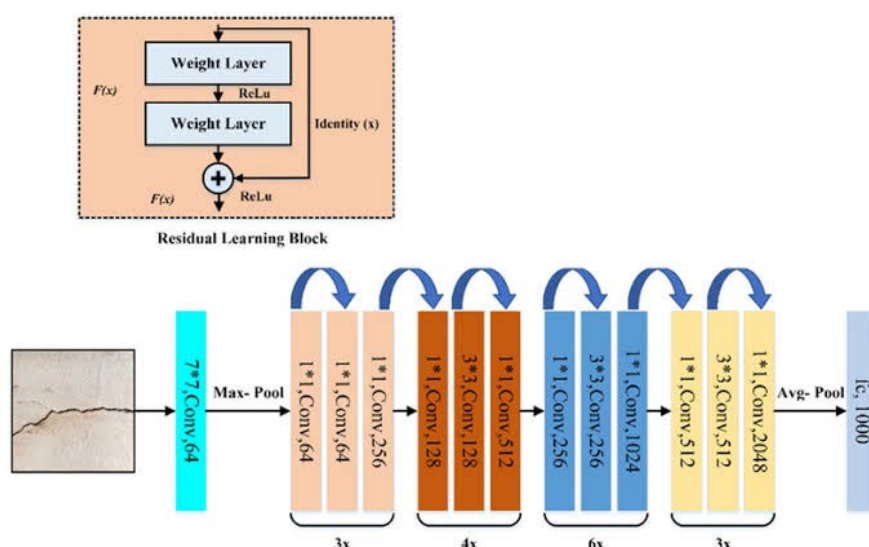 Weight Layer
ReLu
F(x)
Weight Layer
Identity (x)
F(x)
ReLu
Residual Learning Block
7*7,Conv,64
Max- Pool
1*1,Conv,64
1*1,Conv,64
1*1,Conv,256
3x
1*1,Conv,128
3*3,Conv,128
1*1,Conv,512
4x
1*1,Conv,256
3*3,Conv,256
1*1,Conv,1024
6x
1*1,Conv,512
3*3,Conv,512
1*1,Conv,2048
3x
Avg- Pool
fc, 1000